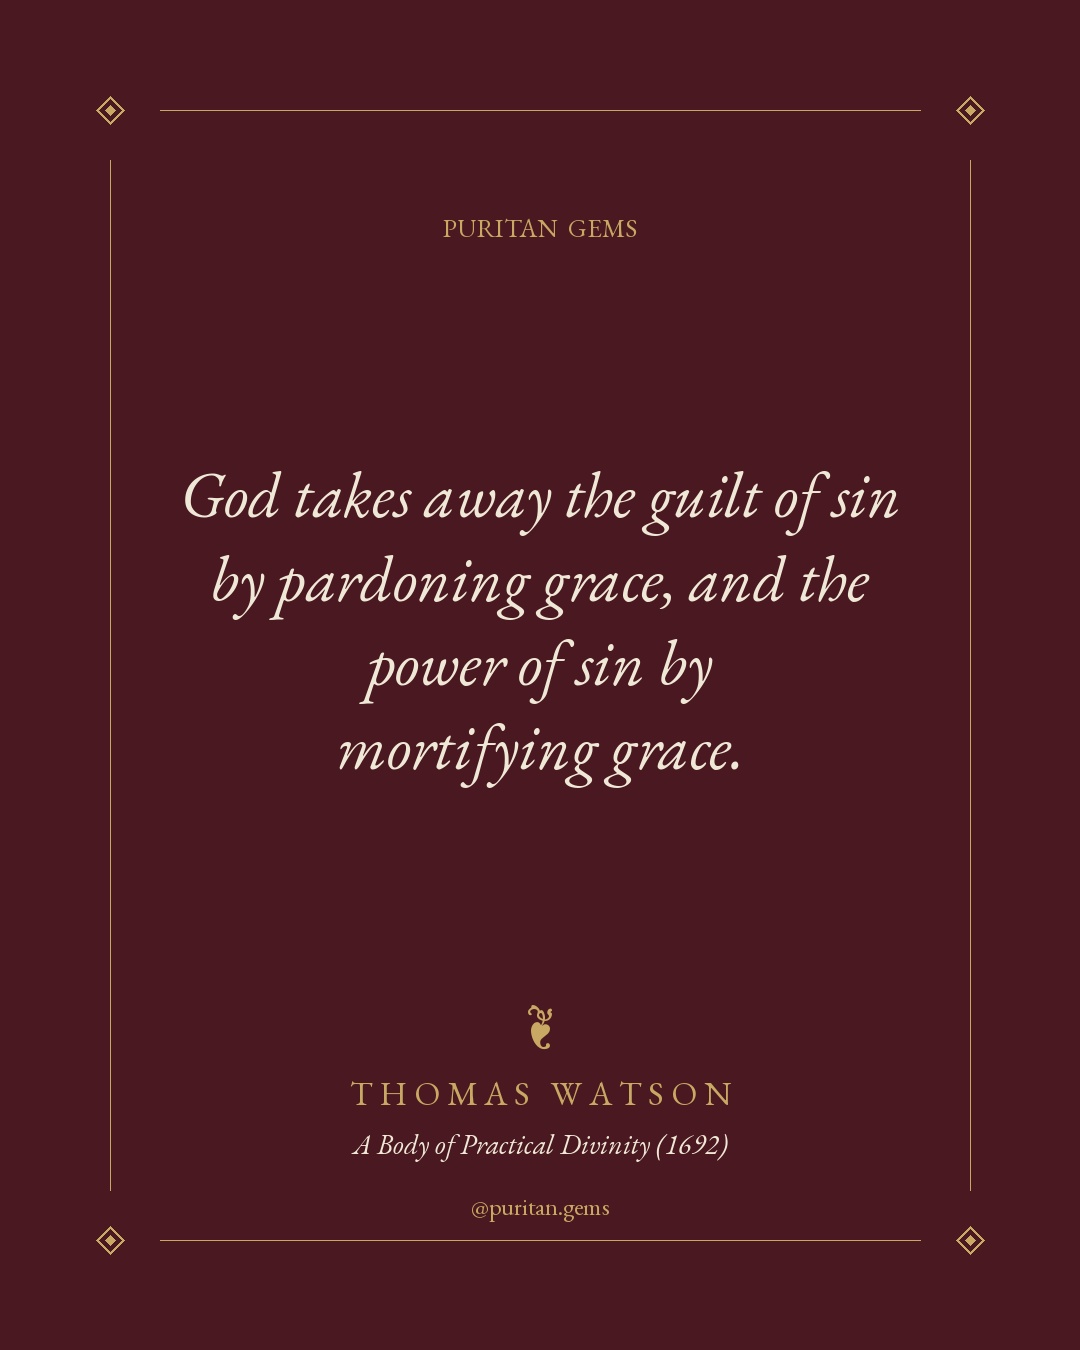 PURITAN GEMS
God takes away the guilt of sin
by pardoning grace, and the
power of sin by
mortifying grace.
THOMAS WATSON
A Body of Practical Divinity (1692)
@puritan.gems